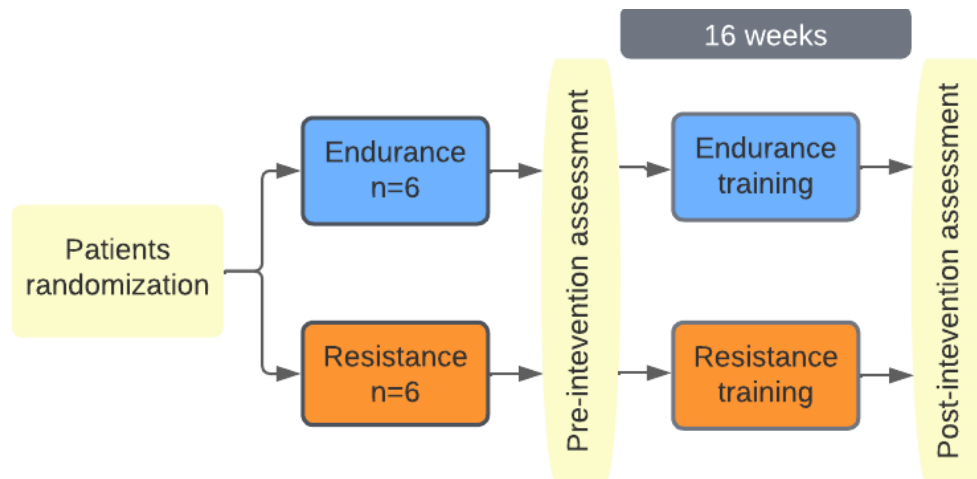 16 weeks
Patients
randomization
Endurance
n=6
Resistance
n=6
Pre-intevention assessment
Endurance
training
Resistance
training
Post-intevention assessment